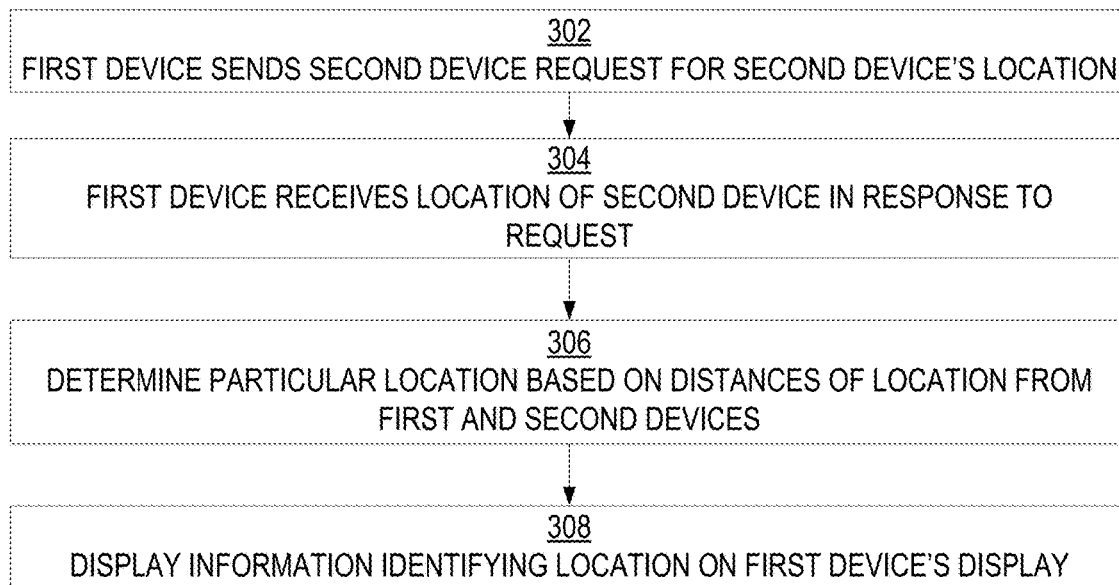 302
FIRST DEVICE SENDS SECOND DEVICE REQUEST FOR SECOND DEVICE'S LOCATION
304
FIRST DEVICE RECEIVES LOCATION OF SECOND DEVICE IN RESPONSE TO
REQUEST
306
DETERMINE PARTICULAR LOCATION BASED ON DISTANCES OF LOCATION FROM
FIRST AND SECOND DEVICES
308
DISPLAY INFORMATION IDENTIFYING LOCATION ON FIRST DEVICE'S DISPLAY